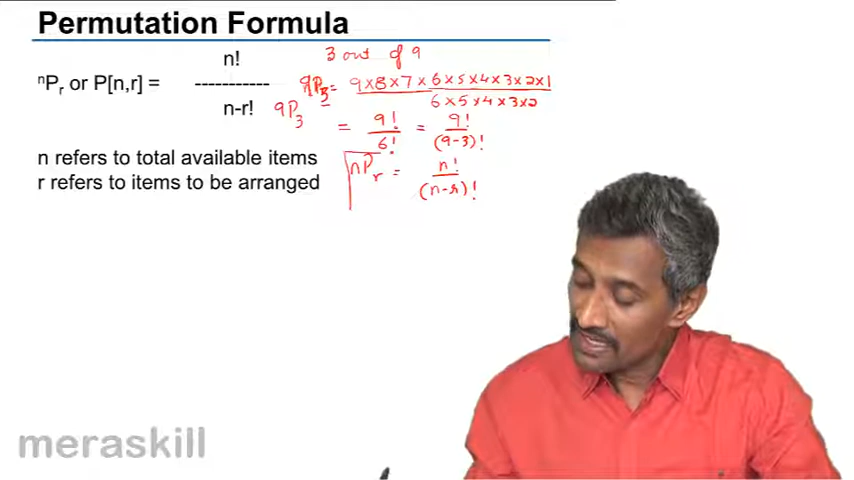 Permutation Formula
n!
ⁿPᵣ or P[n,r] = -----------
n-r!
n refers to total available items
r refers to items to be arranged
3 out of 9
9P3 = 9×8×7×6×5×4×3×2×1
6×5×4×3×2
9P3
= 9! = 9!
6! (9-3)!
nPr = n!
(n-r)!
meraskill